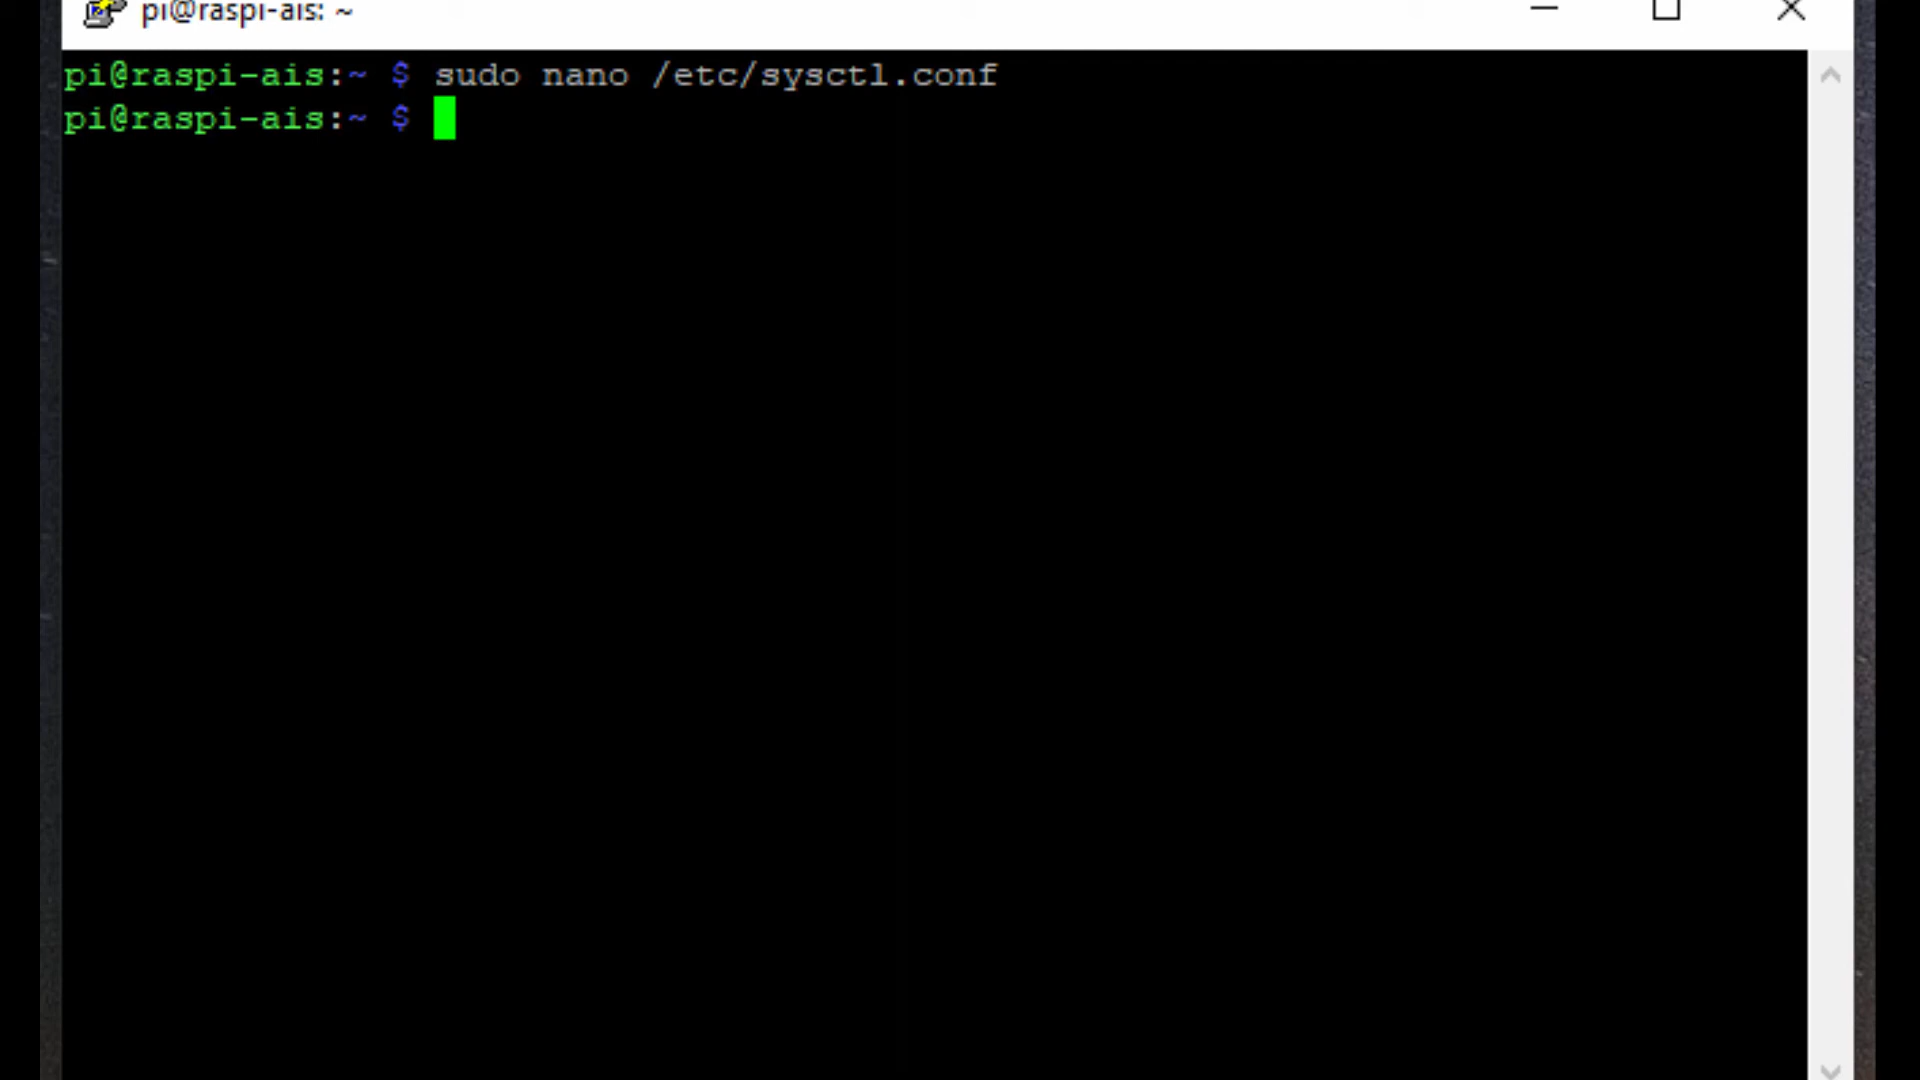 pi@raspi-ais: ~
pi@raspi-ais:~ $ sudo nano /etc/sysctl.conf
pi@raspi-ais:~ $